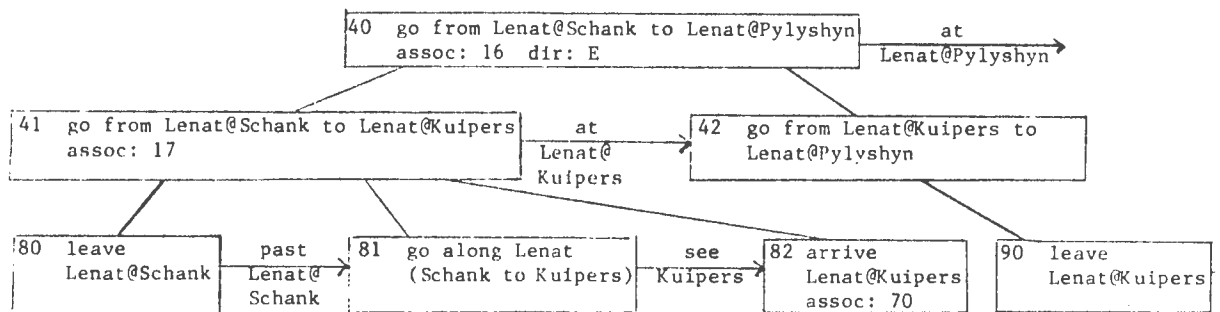 40 go from Lenat@Schank to Lenat@Pylyshyn
assoc: 16 dir: E
at
Lenat@Pylyshyn
41 go from Lenat@Schank to Lenat@Kuipers
assoc: 17
at
Lenat@
Kuipers
42 go from Lenat@Kuipers to
Lenat@Pylyshyn
80 leave
Lenat@Schank
past
Lenat@
Schank
81 go along Lenat
(Schank to Kuipers)
see
Kuipers
82 arrive
Lenat@Kuipers
assoc: 70
90 leave
Lenat@Kuipers